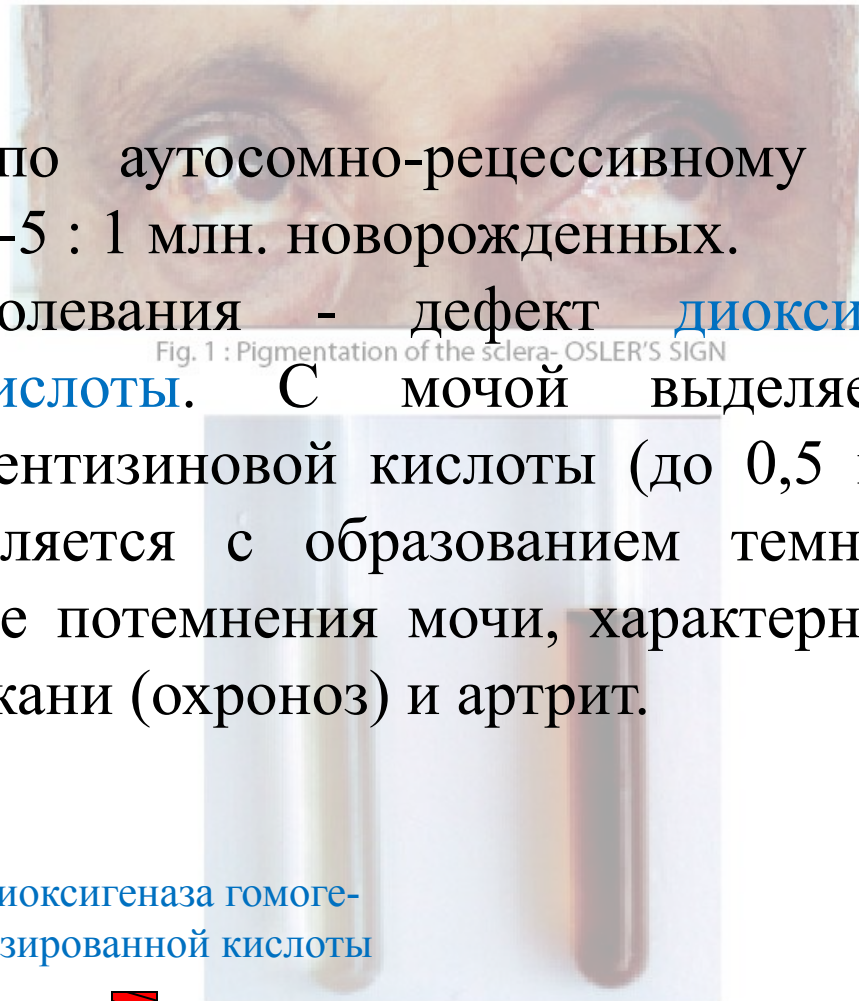 по аутосомно-рецессивному
-5 : 1 млн. новорожденных.
олевания - дефект диокси
Fig. 1 : Pigmentation of the sclera- OSLER'S SIGN
ислоты. С мочой выделяе
ентизиновой кислоты (до 0,5 г
ляется с образованием темн
е потемнения мочи, характерн
кани (охроноз) и артрит.
иоксигеназа гомоге-
зированной кислоты